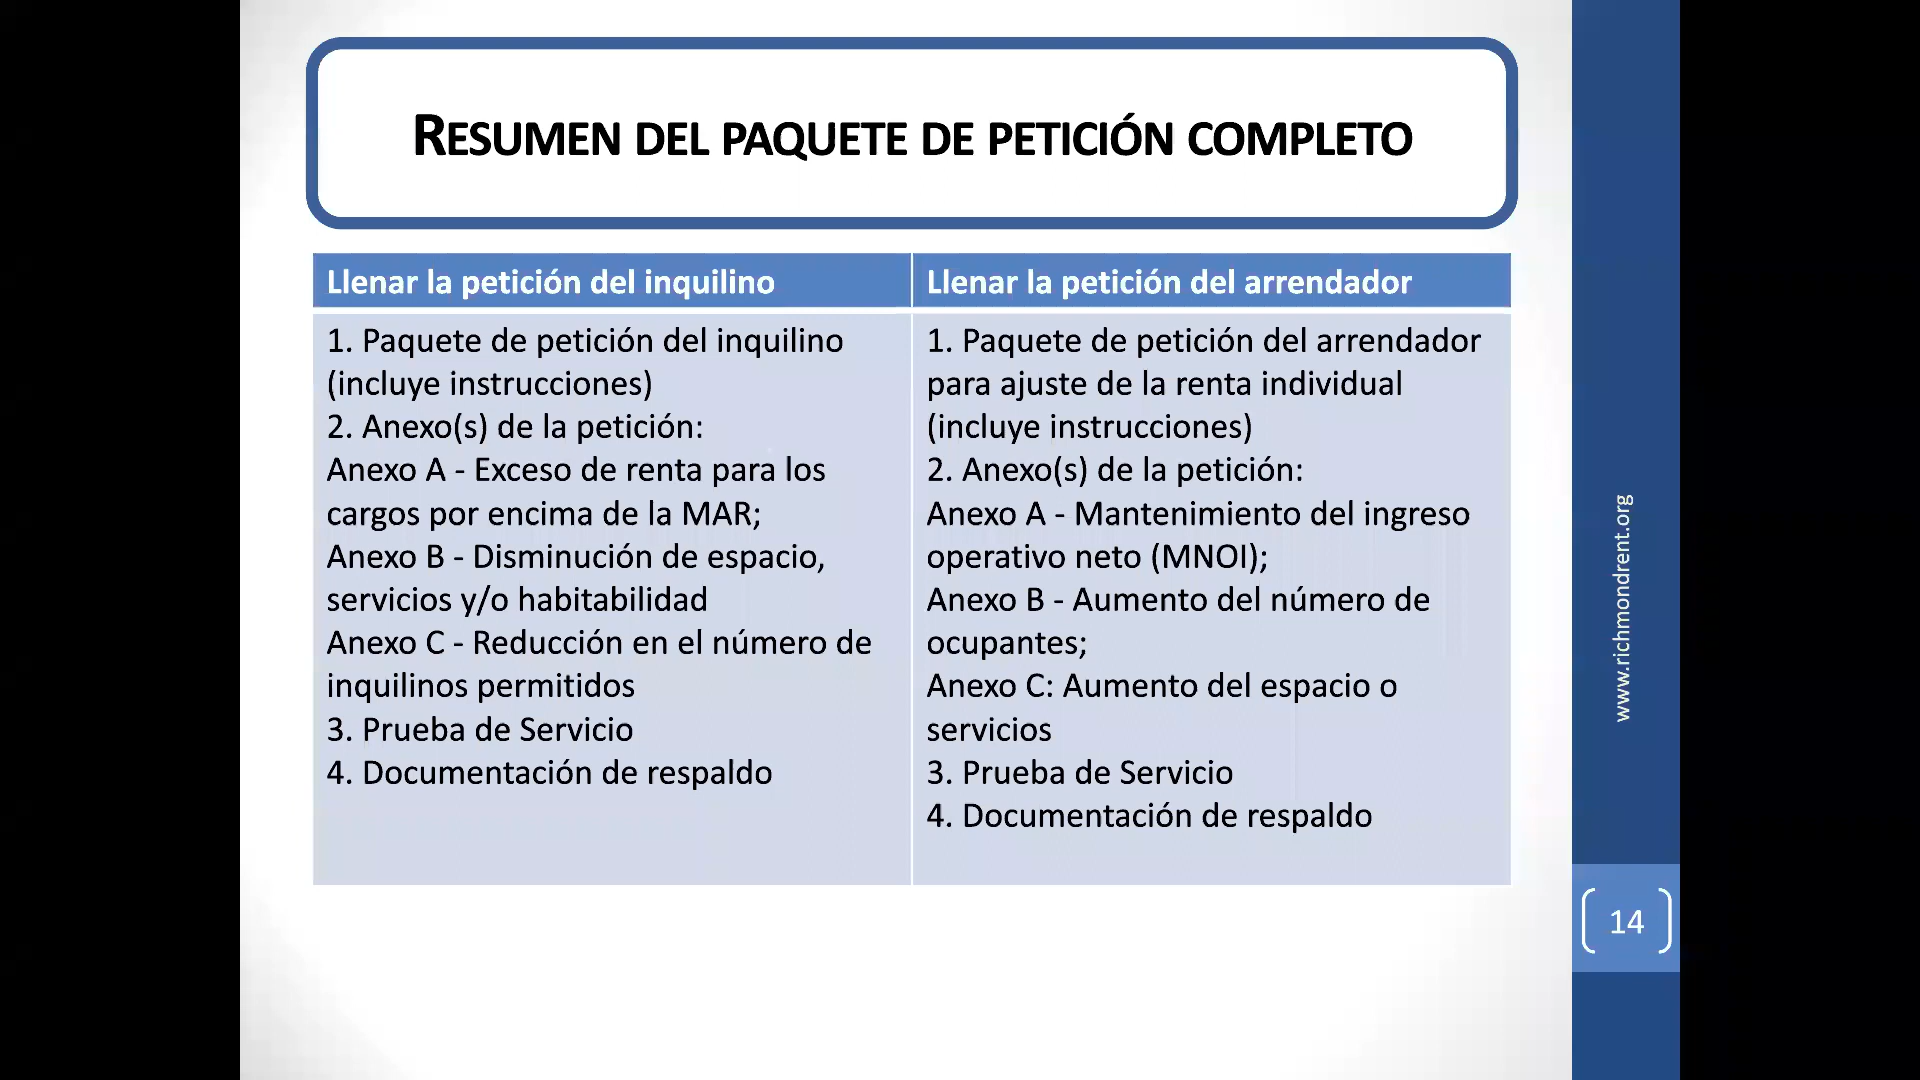 RESUMEN DEL PAQUETE DE PETICIÓN COMPLETO
Llenar la petición del inquilino
1. Paquete de petición del inquilino
(incluye instrucciones)
2. Anexo(s) de la petición:
Anexo A - Exceso de renta para los
cargos por encima de la MAR;
Anexo B - Disminución de espacio,
servicios y/o habitabilidad
Anexo C - Reducción en el número de
inquilinos permitidos
3. Prueba de Servicio
4. Documentación de respaldo
Llenar la petición del arrendador
1. Paquete de petición del arrendador
para ajuste de la renta individual
(incluye instrucciones)
2. Anexo(s) de la petición:
Anexo A - Mantenimiento del ingreso
operativo neto (MNOI);
Anexo B - Aumento del número de
ocupantes;
Anexo C: Aumento del espacio o
servicios
3. Prueba de Servicio
4. Documentación de respaldo
www.richmondrent.org
14